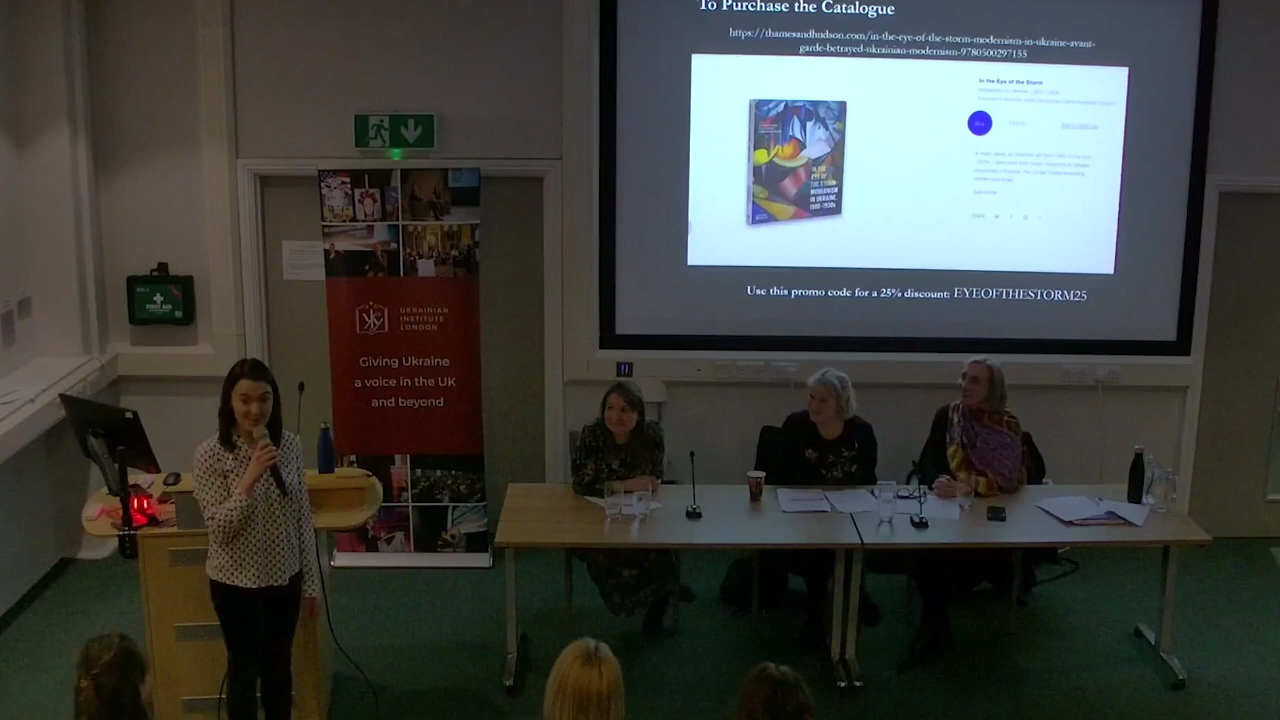 To Purchase the Catalogue
https://thamesandhudson.com/in-the-eye-of-the-storm-modernism-in-ukraine-avant-
garde-betrayed-ukrainian-modernism-9780500297155
In the Eye of the Storm
IN THE
EYE OF
THE STORM
MODERNISM
IN UKRAINE,
1900–1930s
Use this promo code for a 25% discount: EYEOFTHESTORM25
UKRAINIAN
INSTITUTE
LONDON
Giving Ukraine
a voice in the UK
and beyond
FIRST AID